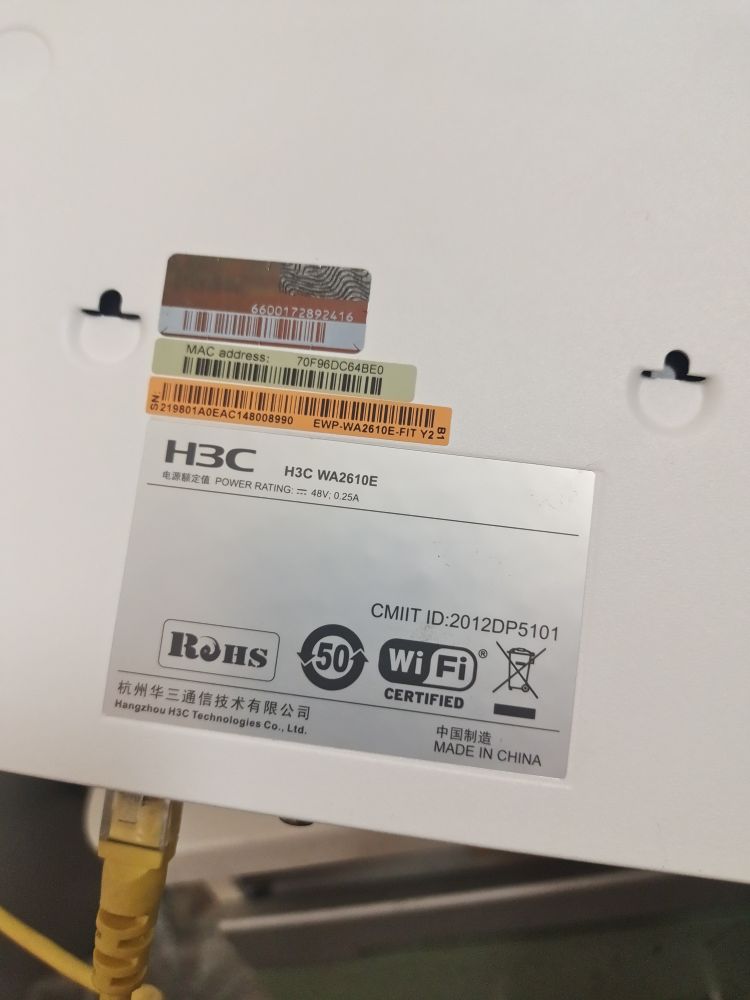 6600172892416
MAC address: 70F96DC64BE0
SN 219801A0EAC148008990 EWP-WA2610E-FIT Y2 B1
H3C H3C WA2610E
电源额定值 POWER RATING: ⎓ 48V; 0.25A
CMIIT ID:2012DP5101
RoHS 50 Wi Fi ®
CERTIFIED
杭州华三通信技术有限公司
Hangzhou H3C Technologies Co., Ltd.
中国制造
MADE IN CHINA